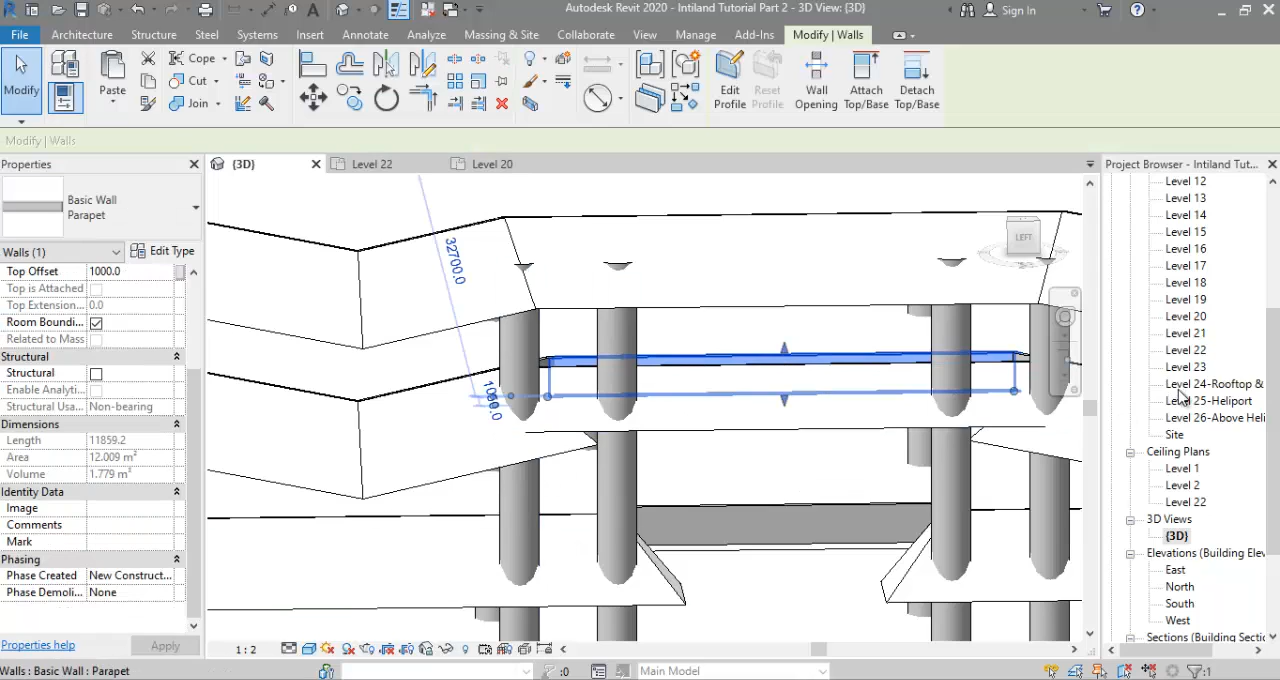 Autodesk Revit 2020 - Intiland Tutorial Part 2 - 3D View: {3D}
Sign In
File Architecture Structure Steel Systems Insert Annotate Analyze Massing & Site Collaborate View Manage Add-Ins Modify | Walls
Modify
Paste
Cope
Cut
Join
Edit Profile
Reset Profile
Wall Opening
Attach Top/Base
Detach Top/Base
Modify | Walls
Properties
Basic Wall
Parapet
Walls (1)
Edit Type
Top Offset 1000.0
Top is Attached
Top Extension... 0.0
Room Boundi...
Related to Mass
Structural
Structural
Enable Analyti...
Structural Usa... Non-bearing
Dimensions
Length 11859.2
Area 12.009 m²
Volume 1.779 m³
Identity Data
Image
Comments
Mark
Phasing
Phase Created New Construct...
Phase Demoli... None
Properties help
Apply
{3D}
Level 22
Level 20
32700.0
LEFT
1 : 2
Project Browser - Intiland Tut...
Level 12
Level 13
Level 14
Level 15
Level 16
Level 17
Level 18
Level 19
Level 20
Level 21
Level 22
Level 23
Level 24-Rooftop &
25-Heliport
Level 26-Above Heli
Site
Ceiling Plans
Level 1
Level 2
Level 22
3D Views
{3D}
Elevations (Building Elev
East
North
South
West
Sections (Building Sectio
Walls : Basic Wall : Parapet
:0
Main Model
:1